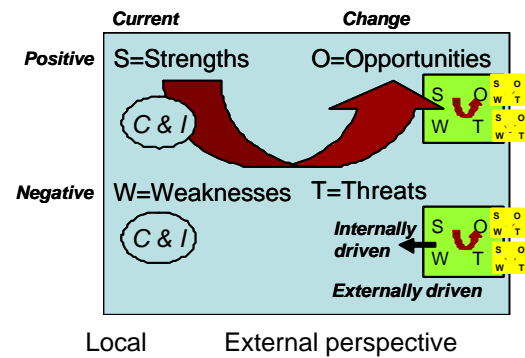 Current Change
Positive S=Strengths O=Opportunities
S O
W T
S O
W T
S O
W T
C & I
Negative W=Weaknesses T=Threats
C & I
Internally
driven
S O
W T
S O
W T
S O
W T
Externally driven
Local External perspective